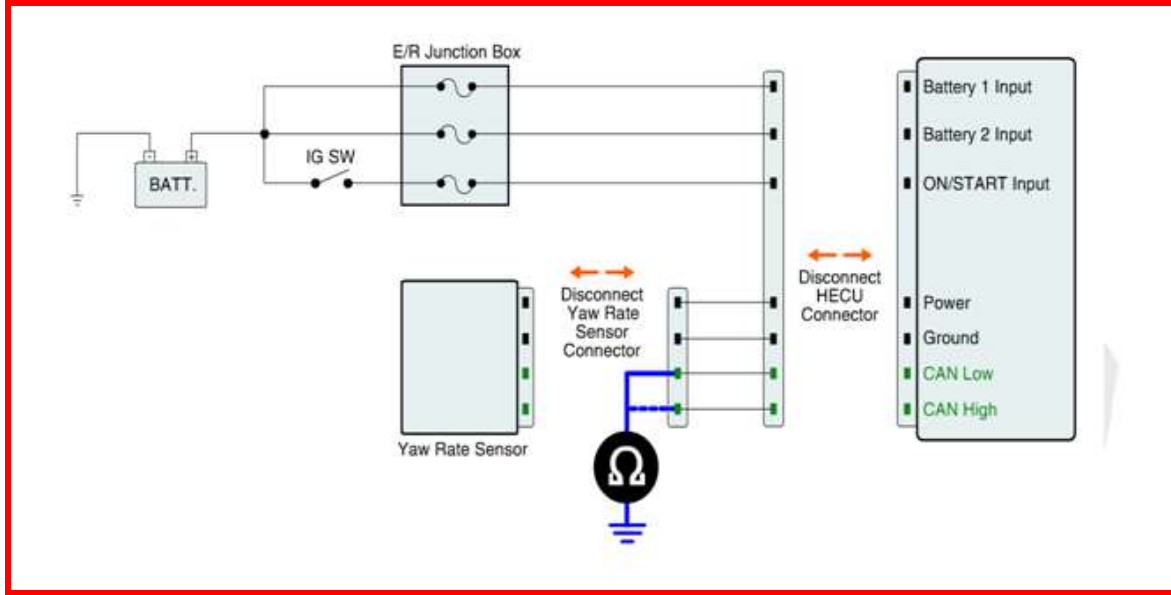 E/R Junction Box
Battery 1 Input
Battery 2 Input
IG SW
ON/START Input
- +
BATT.
Disconnect
HECU
Connector
Disconnect
Yaw Rate
Sensor
Connector
Power
Ground
CAN Low
CAN High
Yaw Rate Sensor
Ω